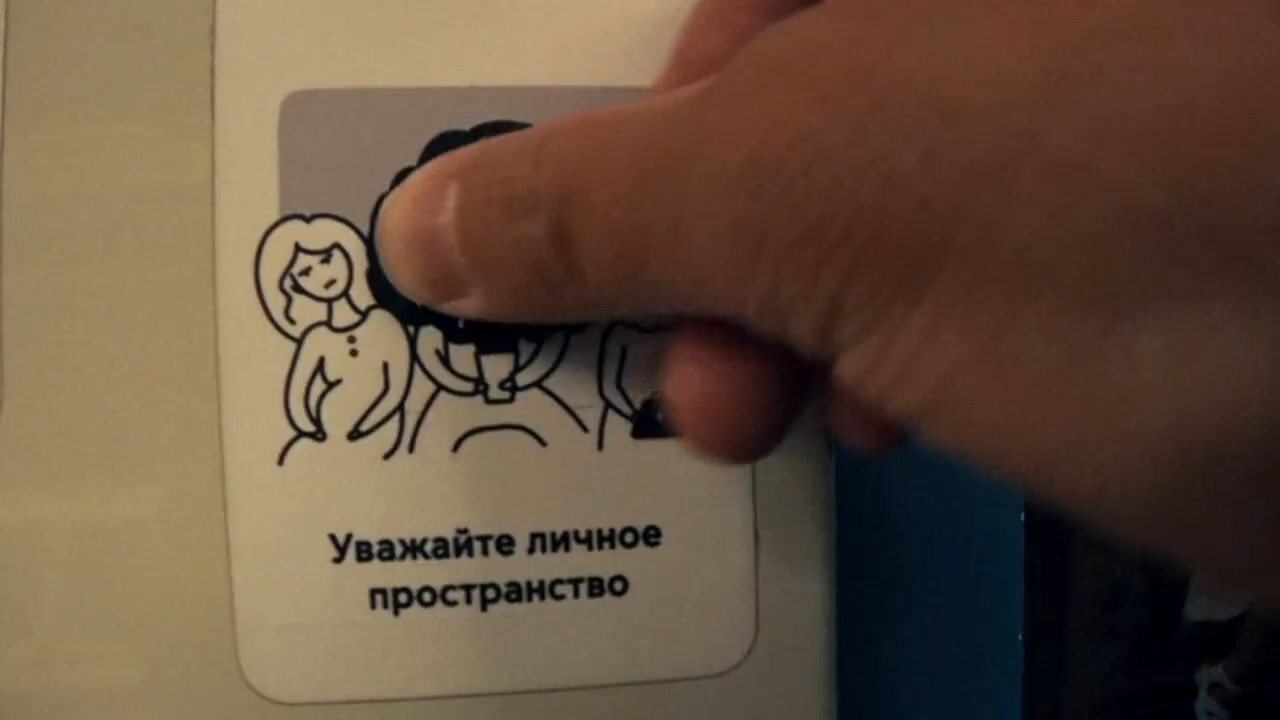 Уважайте личное
пространство